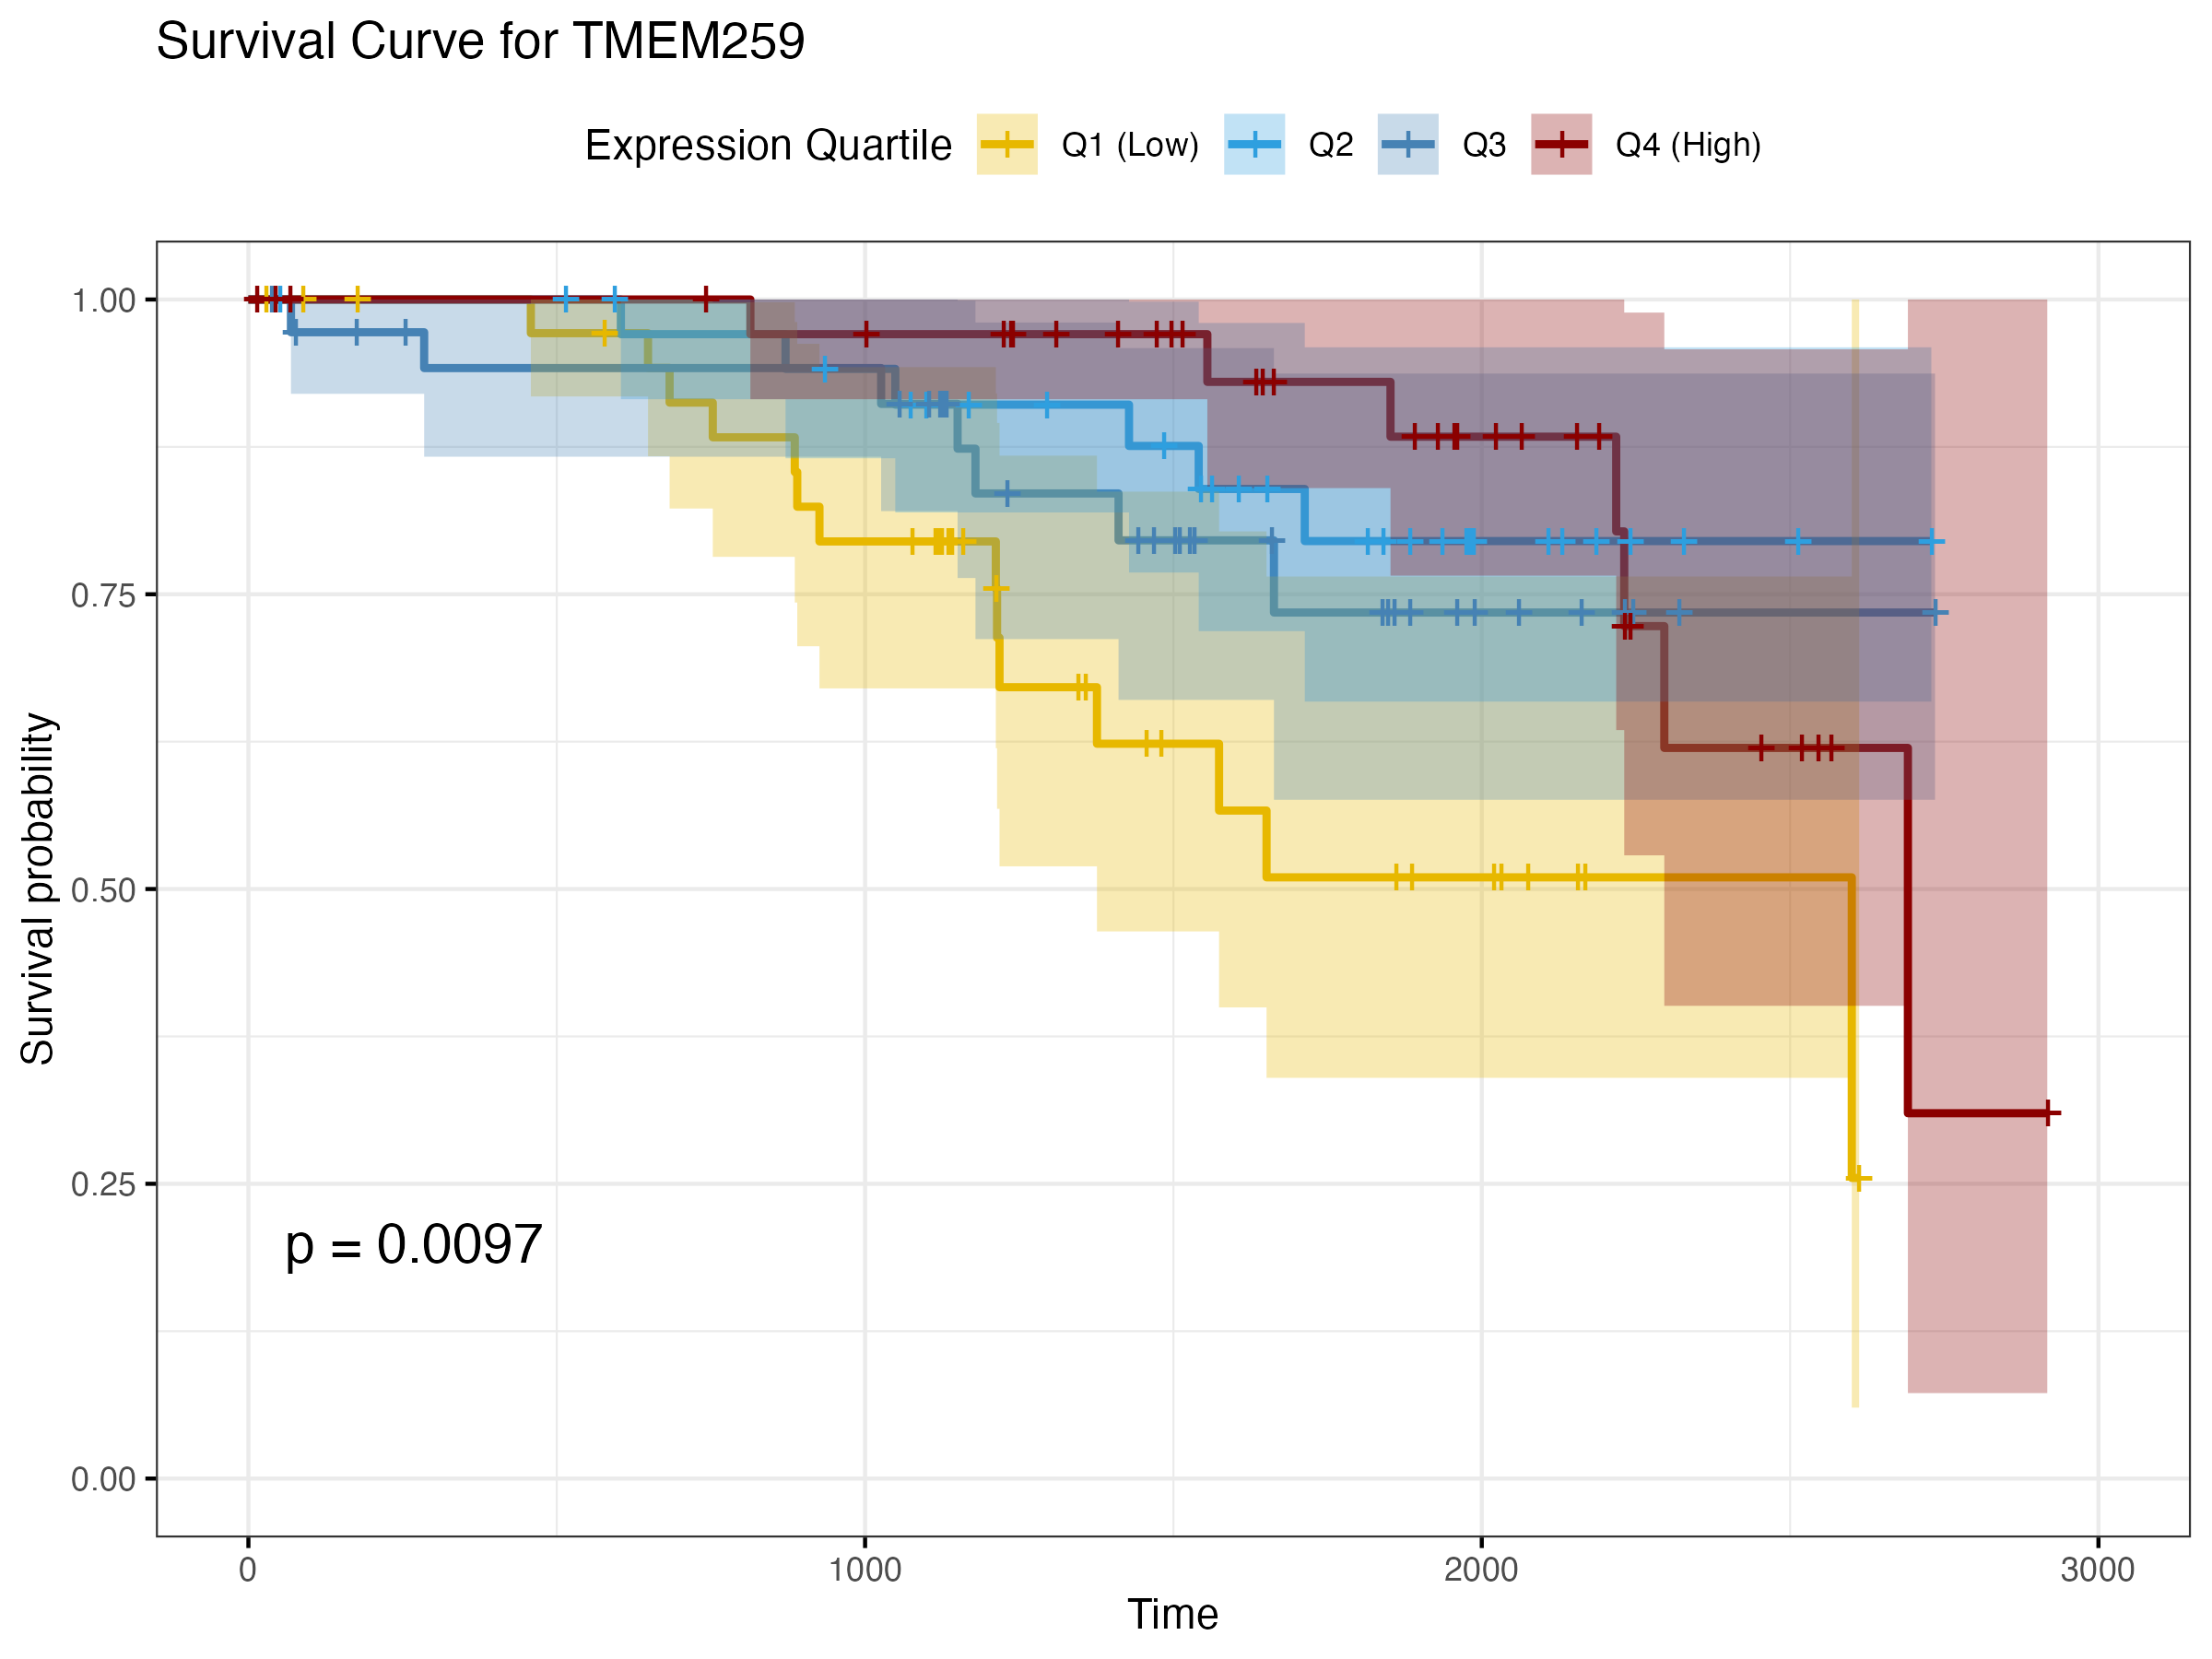 Survival Curve for TMEM259
Expression Quartile Q1 (Low) Q2 Q3 Q4 (High)
1.00
0.75
0.50
0.25
0.00
Survival probability
p = 0.0097
0 1000 2000 3000
Time